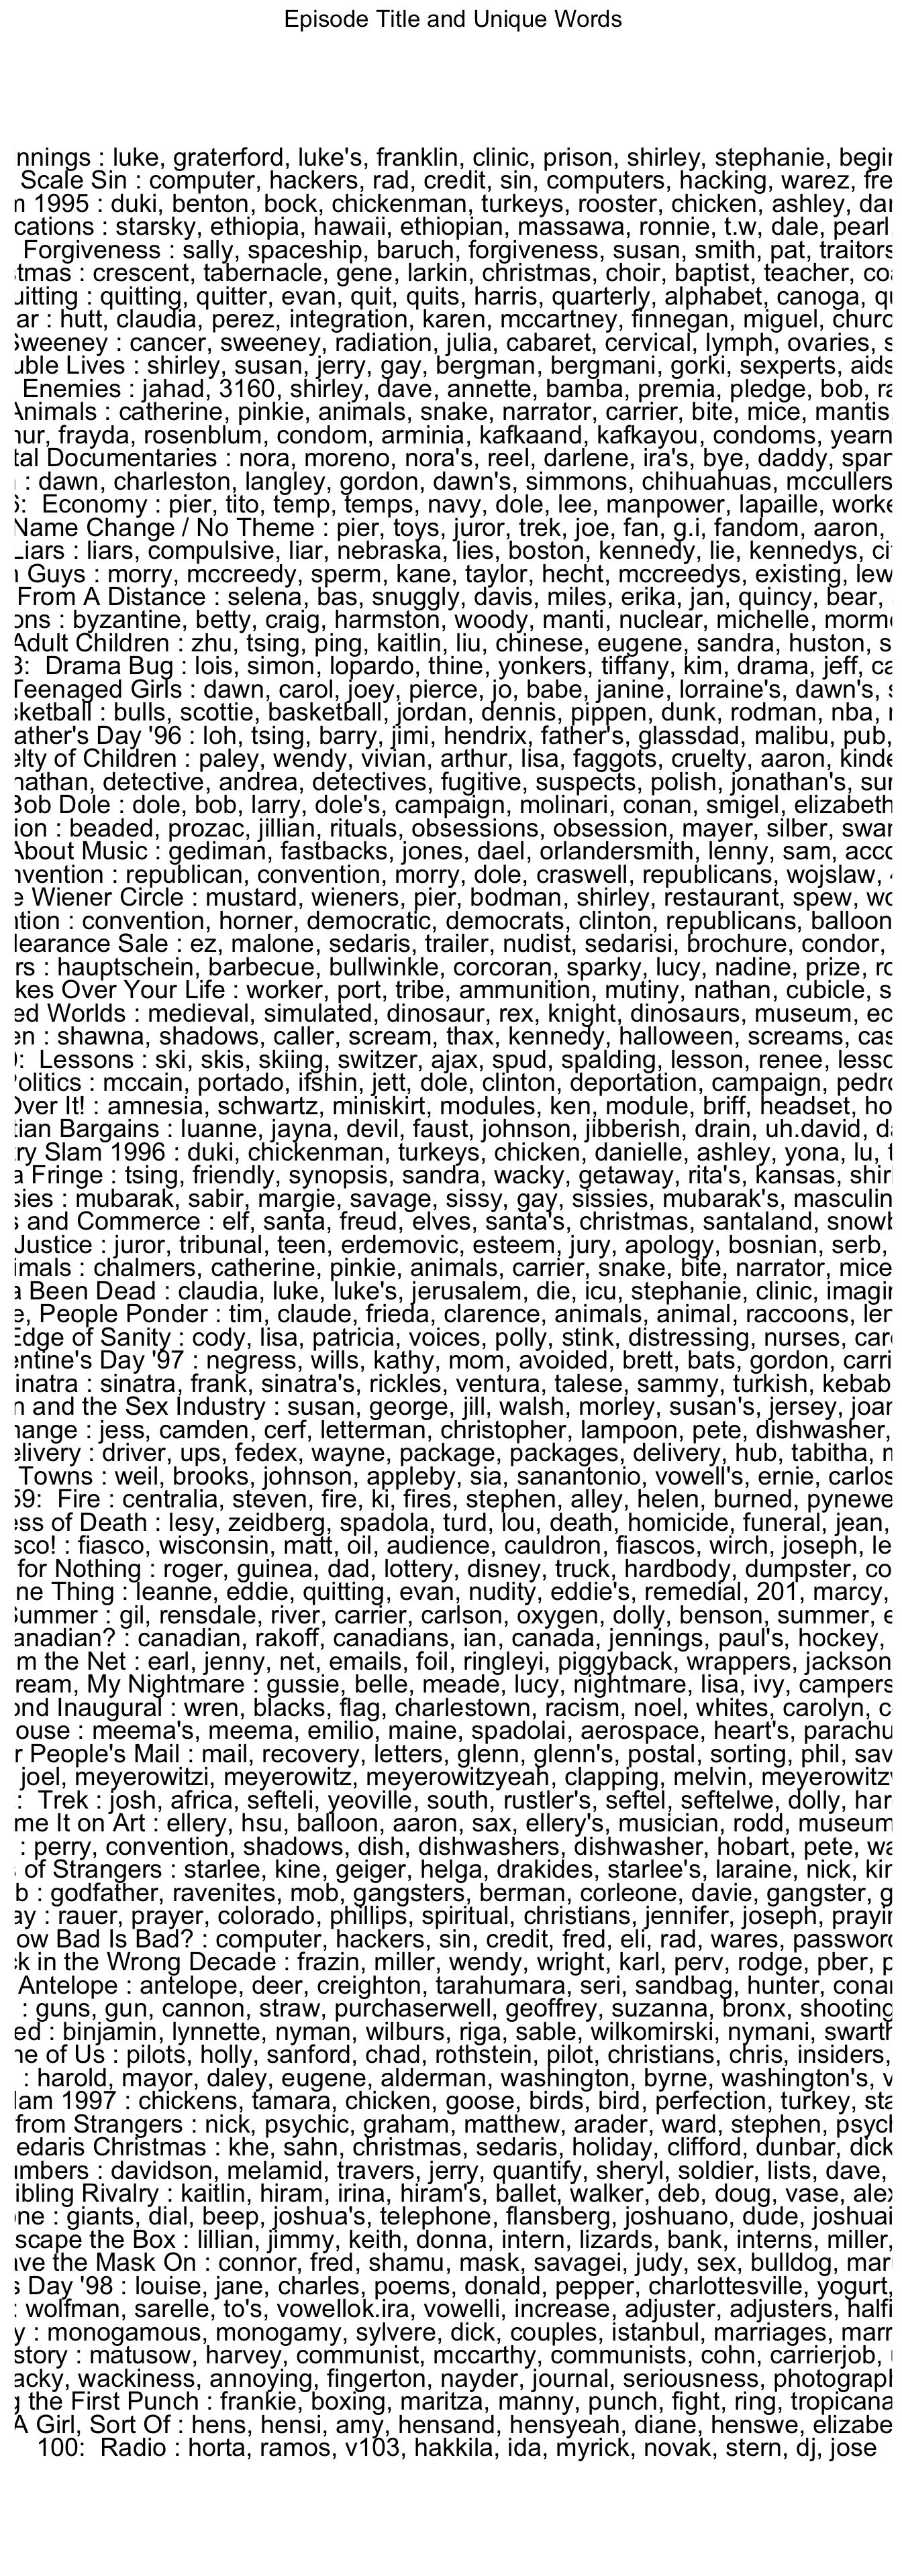 Episode Title and Unique Words
nnings : luke, graterford, luke's, franklin, clinic, prison, shirley, stephanie, begin
Scale Sin : computer, hackers, rad, credit, sin, computers, hacking, warez, fre
m 1995 : duki, benton, bock, chickenman, turkeys, rooster, chicken, ashley, dan
cations : starsky, ethiopia, hawaii, ethiopian, massawa, ronnie, t.w, dale, pearl
Forgiveness : sally, spaceship, baruch, forgiveness, susan, smith, pat, traitors
stmas : crescent, tabernacle, gene, larkin, christmas, choir, baptist, teacher, co
uitting : quitting, quitter, evan, quit, quits, harris, quarterly, alphabet, canoga, qu
ar : hutt, claudia, perez, integration, karen, mccartney, finnegan, miguel, churc
Sweeney : cancer, sweeney, radiation, julia, cabaret, cervical, lymph, ovaries, s
uble Lives : shirley, susan, jerry, gay, bergman, bergmani, gorki, sexperts, aids
Enemies : jahad, 3160, shirley, dave, annette, bamba, premia, pledge, bob, ra
Animals : catherine, pinkie, animals, snake, narrator, carrier, bite, mice, mantis
hur, frayda, rosenblum, condom, arminia, kafkaand, kafkayou, condoms, yearn
tal Documentaries : nora, moreno, nora's, reel, darlene, ira's, bye, daddy, span
: dawn, charleston, langley, gordon, dawn's, simmons, chihuahuas, mccullers
6: Economy : pier, tito, temp, temps, navy, dole, lee, manpower, lapaille, worke
Name Change / No Theme : pier, toys, juror, trek, joe, fan, g.i, fandom, aaron,
Liars : liars, compulsive, liar, nebraska, lies, boston, kennedy, lie, kennedys, ci
n Guys : morry, mccreedy, sperm, kane, taylor, hecht, mccreedys, existing, lew
From A Distance : selena, bas, snuggly, davis, miles, erika, jan, quincy, bear,
ons : byzantine, betty, craig, harmston, woody, manti, nuclear, michelle, morm
Adult Children : zhu, tsing, ping, kaitlin, liu, chinese, eugene, sandra, huston, s
3: Drama Bug : lois, simon, lopardo, thine, yonkers, tiffany, kim, drama, jeff, ca
Teenaged Girls : dawn, carol, joey, pierce, jo, babe, janine, lorraine's, dawn's, s
sketball : bulls, scottie, basketball, jordan, dennis, pippen, dunk, rodman, nba, r
ather's Day '96 : loh, tsing, barry, jimi, hendrix, father's, glassdad, malibu, pub,
elty of Children : paley, wendy, vivian, arthur, lisa, faggots, cruelty, aaron, kinde
nathan, detective, andrea, detectives, fugitive, suspects, polish, jonathan's, sur
Bob Dole : dole, bob, larry, dole's, campaign, molinari, conan, smigel, elizabeth
ion : beaded, prozac, jillian, rituals, obsessions, obsession, mayer, silber, swan
About Music : gediman, fastbacks, jones, dael, orlandersmith, lenny, sam, acco
nvention : republican, convention, morry, dole, craswell, republicans, wojslaw,
e Wiener Circle : mustard, wieners, pier, bodman, shirley, restaurant, spew, wo
ntion : convention, horner, democratic, democrats, clinton, republicans, balloon
learance Sale : ez, malone, sedaris, trailer, nudist, sedarisi, brochure, condor,
rs : hauptschein, barbecue, bullwinkle, corcoran, sparky, lucy, nadine, prize, ro
kes Over Your Life : worker, port, tribe, ammunition, mutiny, nathan, cubicle, s
ed Worlds : medieval, simulated, dinosaur, rex, knight, dinosaurs, museum, ec
en : shawna, shadows, caller, scream, thax, kennedy, halloween, screams, cas
): Lessons : ski, skis, skiing, switzer, ajax, spud, spalding, lesson, renee, lesso
Politics : mccain, portado, ifshin, jett, dole, clinton, deportation, campaign, pedro
Over It! : amnesia, schwartz, miniskirt, modules, ken, module, briff, headset, ho
tian Bargains : luanne, jayna, devil, faust, johnson, jibberish, drain, uh.david, da
ry Slam 1996 : duki, chickenman, turkeys, chicken, danielle, ashley, yona, lu, t
a Fringe : tsing, friendly, synopsis, sandra, wacky, getaway, rita's, kansas, shir
sies : mubarak, sabir, margie, savage, sissy, gay, sissies, mubarak's, masculin
s and Commerce : elf, santa, freud, elves, santa's, christmas, santaland, snowb
Justice : juror, tribunal, teen, erdemovic, esteem, jury, apology, bosnian, serb,
imals : chalmers, catherine, pinkie, animals, carrier, snake, bite, narrator, mice
a Been Dead : claudia, luke, luke's, jerusalem, die, icu, stephanie, clinic, imagin
e, People Ponder : tim, claude, frieda, clarence, animals, animal, raccoons, len
Edge of Sanity : cody, lisa, patricia, voices, polly, stink, distressing, nurses, car
entine's Day '97 : negress, wills, kathy, mom, avoided, brett, bats, gordon, carri
inatra : sinatra, frank, sinatra's, rickles, ventura, talese, sammy, turkish, kebab
n and the Sex Industry : susan, george, jill, walsh, morley, susan's, jersey, joan
hange : jess, camden, cerf, letterman, christopher, lampoon, pete, dishwasher,
elivery : driver, ups, fedex, wayne, package, packages, delivery, hub, tabitha, m
Towns : weil, brooks, johnson, appleby, sia, sanantonio, vowell's, ernie, carlos
59: Fire : centralia, steven, fire, ki, fires, stephen, alley, helen, burned, pynewe
ess of Death : lesy, zeidberg, spadola, turd, lou, death, homicide, funeral, jean,
sco! : fiasco, wisconsin, matt, oil, audience, cauldron, fiascos, wirch, joseph, le
for Nothing : roger, guinea, dad, lottery, disney, truck, hardbody, dumpster, co
ne Thing : leanne, eddie, quitting, evan, nudity, eddie's, remedial, 201, marcy,
Summer : gil, rensdale, river, carrier, carlson, oxygen, dolly, benson, summer, e
anadian? : canadian, rakoff, canadians, ian, canada, jennings, paul's, hockey,
m the Net : earl, jenny, net, emails, foil, ringleyi, piggyback, wrappers, jackson
ream, My Nightmare : gussie, belle, meade, lucy, nightmare, lisa, ivy, campers
ond Inaugural : wren, blacks, flag, charlestown, racism, noel, whites, carolyn, c
ouse : meema's, meema, emilio, maine, spadolai, aerospace, heart's, parachu
r People's Mail : mail, recovery, letters, glenn, glenn's, postal, sorting, phil, sav
joel, meyerowitzi, meyerowitz, meyerowitzyeah, clapping, melvin, meyerowitzw
: Trek : josh, africa, sefteli, yeoville, south, rustler's, seftel, seftelwe, dolly, har
me It on Art : ellery, hsu, balloon, aaron, sax, ellery's, musician, rodd, museum
: perry, convention, shadows, dish, dishwashers, dishwasher, hobart, pete, wa
s of Strangers : starlee, kine, geiger, helga, drakides, starlee's, laraine, nick, kin
b : godfather, ravenites, mob, gangsters, berman, corleone, davie, gangster, g
ay : rauer, prayer, colorado, phillips, spiritual, christians, jennifer, joseph, prayin
ow Bad Is Bad? : computer, hackers, sin, credit, fred, eli, rad, wares, password
ck in the Wrong Decade : frazin, miller, wendy, wright, karl, perv, rodge, pber, p
Antelope : antelope, deer, creighton, tarahumara, seri, sandbag, hunter, conan
: guns, gun, cannon, straw, purchaserwell, geoffrey, suzanna, bronx, shooting
ed : binjamin, lynnette, nyman, wilburs, riga, sable, wilkomirski, nymani, swarth
ne of Us : pilots, holly, sanford, chad, rothstein, pilot, christians, chris, insiders,
: harold, mayor, daley, eugene, alderman, washington, byrne, washington's, v
lam 1997 : chickens, tamara, chicken, goose, birds, bird, perfection, turkey, sta
from Strangers : nick, psychic, graham, matthew, arader, ward, stephen, psych
edaris Christmas : khe, sahn, christmas, sedaris, holiday, clifford, dunbar, dick
umbers : davidson, melamid, travers, jerry, quantify, sheryl, soldier, lists, dave,
ibling Rivalry : kaitlin, hiram, irina, hiram's, ballet, walker, deb, doug, vase, alex
one : giants, dial, beep, joshua's, telephone, flansberg, joshuano, dude, joshuai
scape the Box : lillian, jimmy, keith, donna, intern, lizards, bank, interns, miller,
ave the Mask On : connor, fred, shamu, mask, savagei, judy, sex, bulldog, mar
s Day '98 : louise, jane, charles, poems, donald, pepper, charlottesville, yogurt,
: wolfman, sarelle, to's, vowellok.ira, vowelli, increase, adjuster, adjusters, halfi
y : monogamous, monogamy, sylvere, dick, couples, istanbul, marriages, marr
story : matusow, harvey, communist, mccarthy, communists, cohn, carrierjob,
acky, wackiness, annoying, fingerton, nayder, journal, seriousness, photograph
g the First Punch : frankie, boxing, maritza, manny, punch, fight, ring, tropicana
A Girl, Sort Of : hens, hensi, amy, hensand, hensyeah, diane, henswe, elizabe
100: Radio : horta, ramos, v103, hakkila, ida, myrick, novak, stern, dj, jose